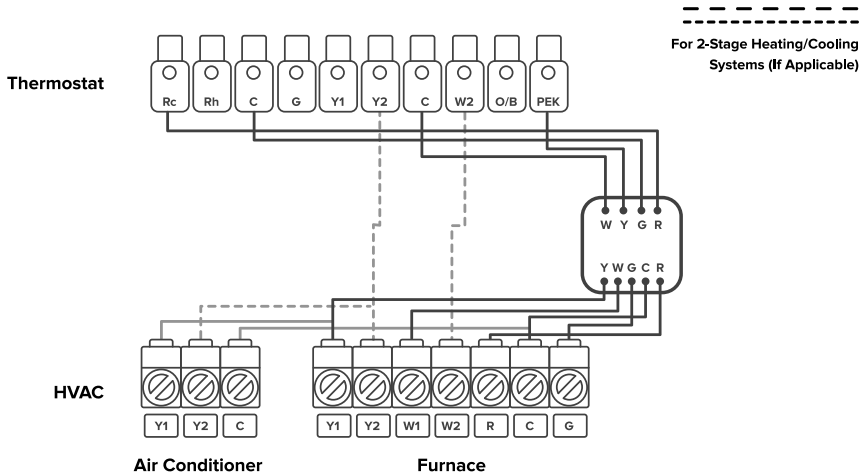 For 2-Stage Heating/Cooling
Systems (If Applicable)
Thermostat
Rc Rh C G Y1 Y2 C W2 O/B PEK
W Y G R
Y W G C R
HVAC
Y1 Y2 C Y1 Y2 W1 W2 R C G
Air Conditioner Furnace